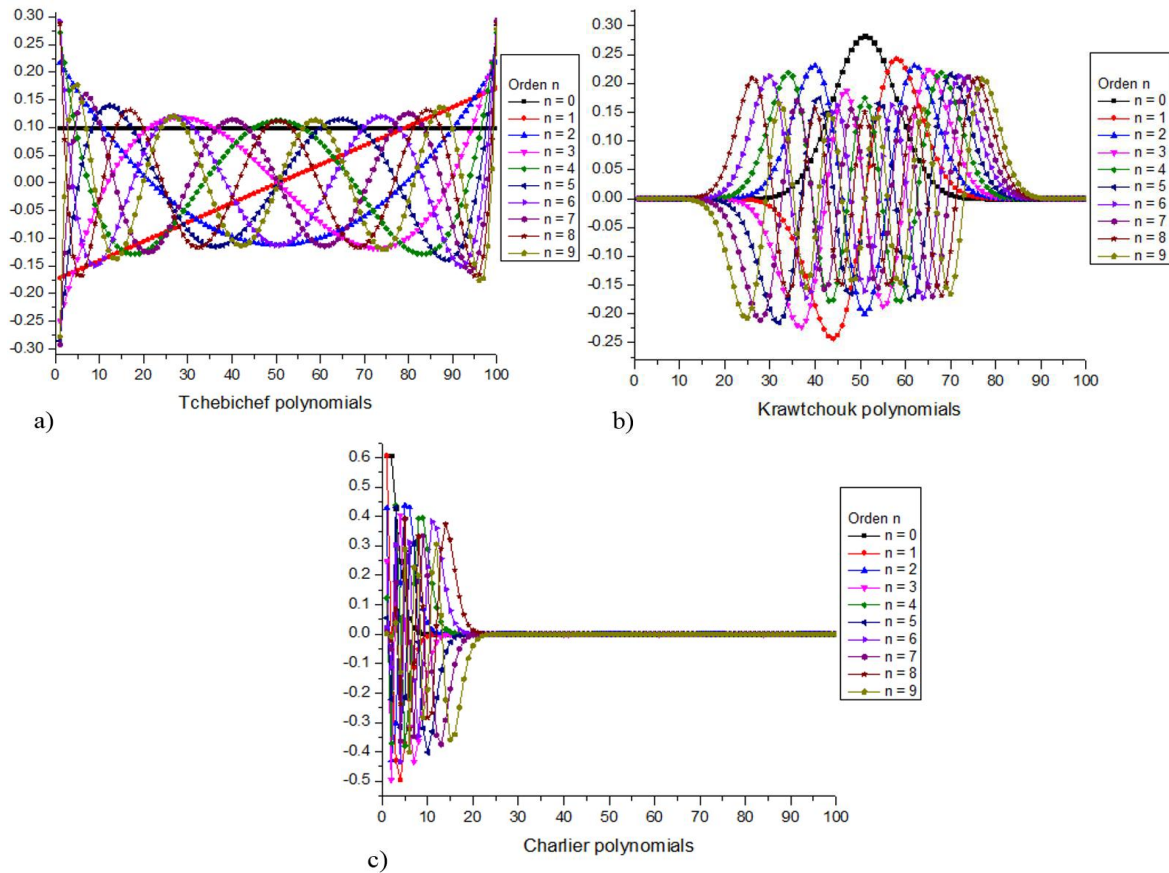 0.30
0.25
0.20
0.15
0.10
0.05
0.00
-0.05
-0.10
-0.15
-0.20
-0.25
-0.30
0 10 20 30 40 50 60 70 80 90 100
Tchebichef polynomials
Orden n
n = 0
n = 1
n = 2
n = 3
n = 4
n = 5
n = 6
n = 7
n = 8
n = 9
a)
0.30
0.25
0.20
0.15
0.10
0.05
0.00
-0.05
-0.10
-0.15
-0.20
-0.25
0 10 20 30 40 50 60 70 80 90 100
Krawtchouk polynomials
Orden n
n = 0
n = 1
n = 2
n = 3
n = 4
n = 5
n = 6
n = 7
n = 8
n = 9
b)
0.6
0.5
0.4
0.3
0.2
0.1
0.0
-0.1
-0.2
-0.3
-0.4
-0.5
0 10 20 30 40 50 60 70 80 90 100
Charlier polynomials
Orden n
n = 0
n = 1
n = 2
n = 3
n = 4
n = 5
n = 6
n = 7
n = 8
n = 9
c)